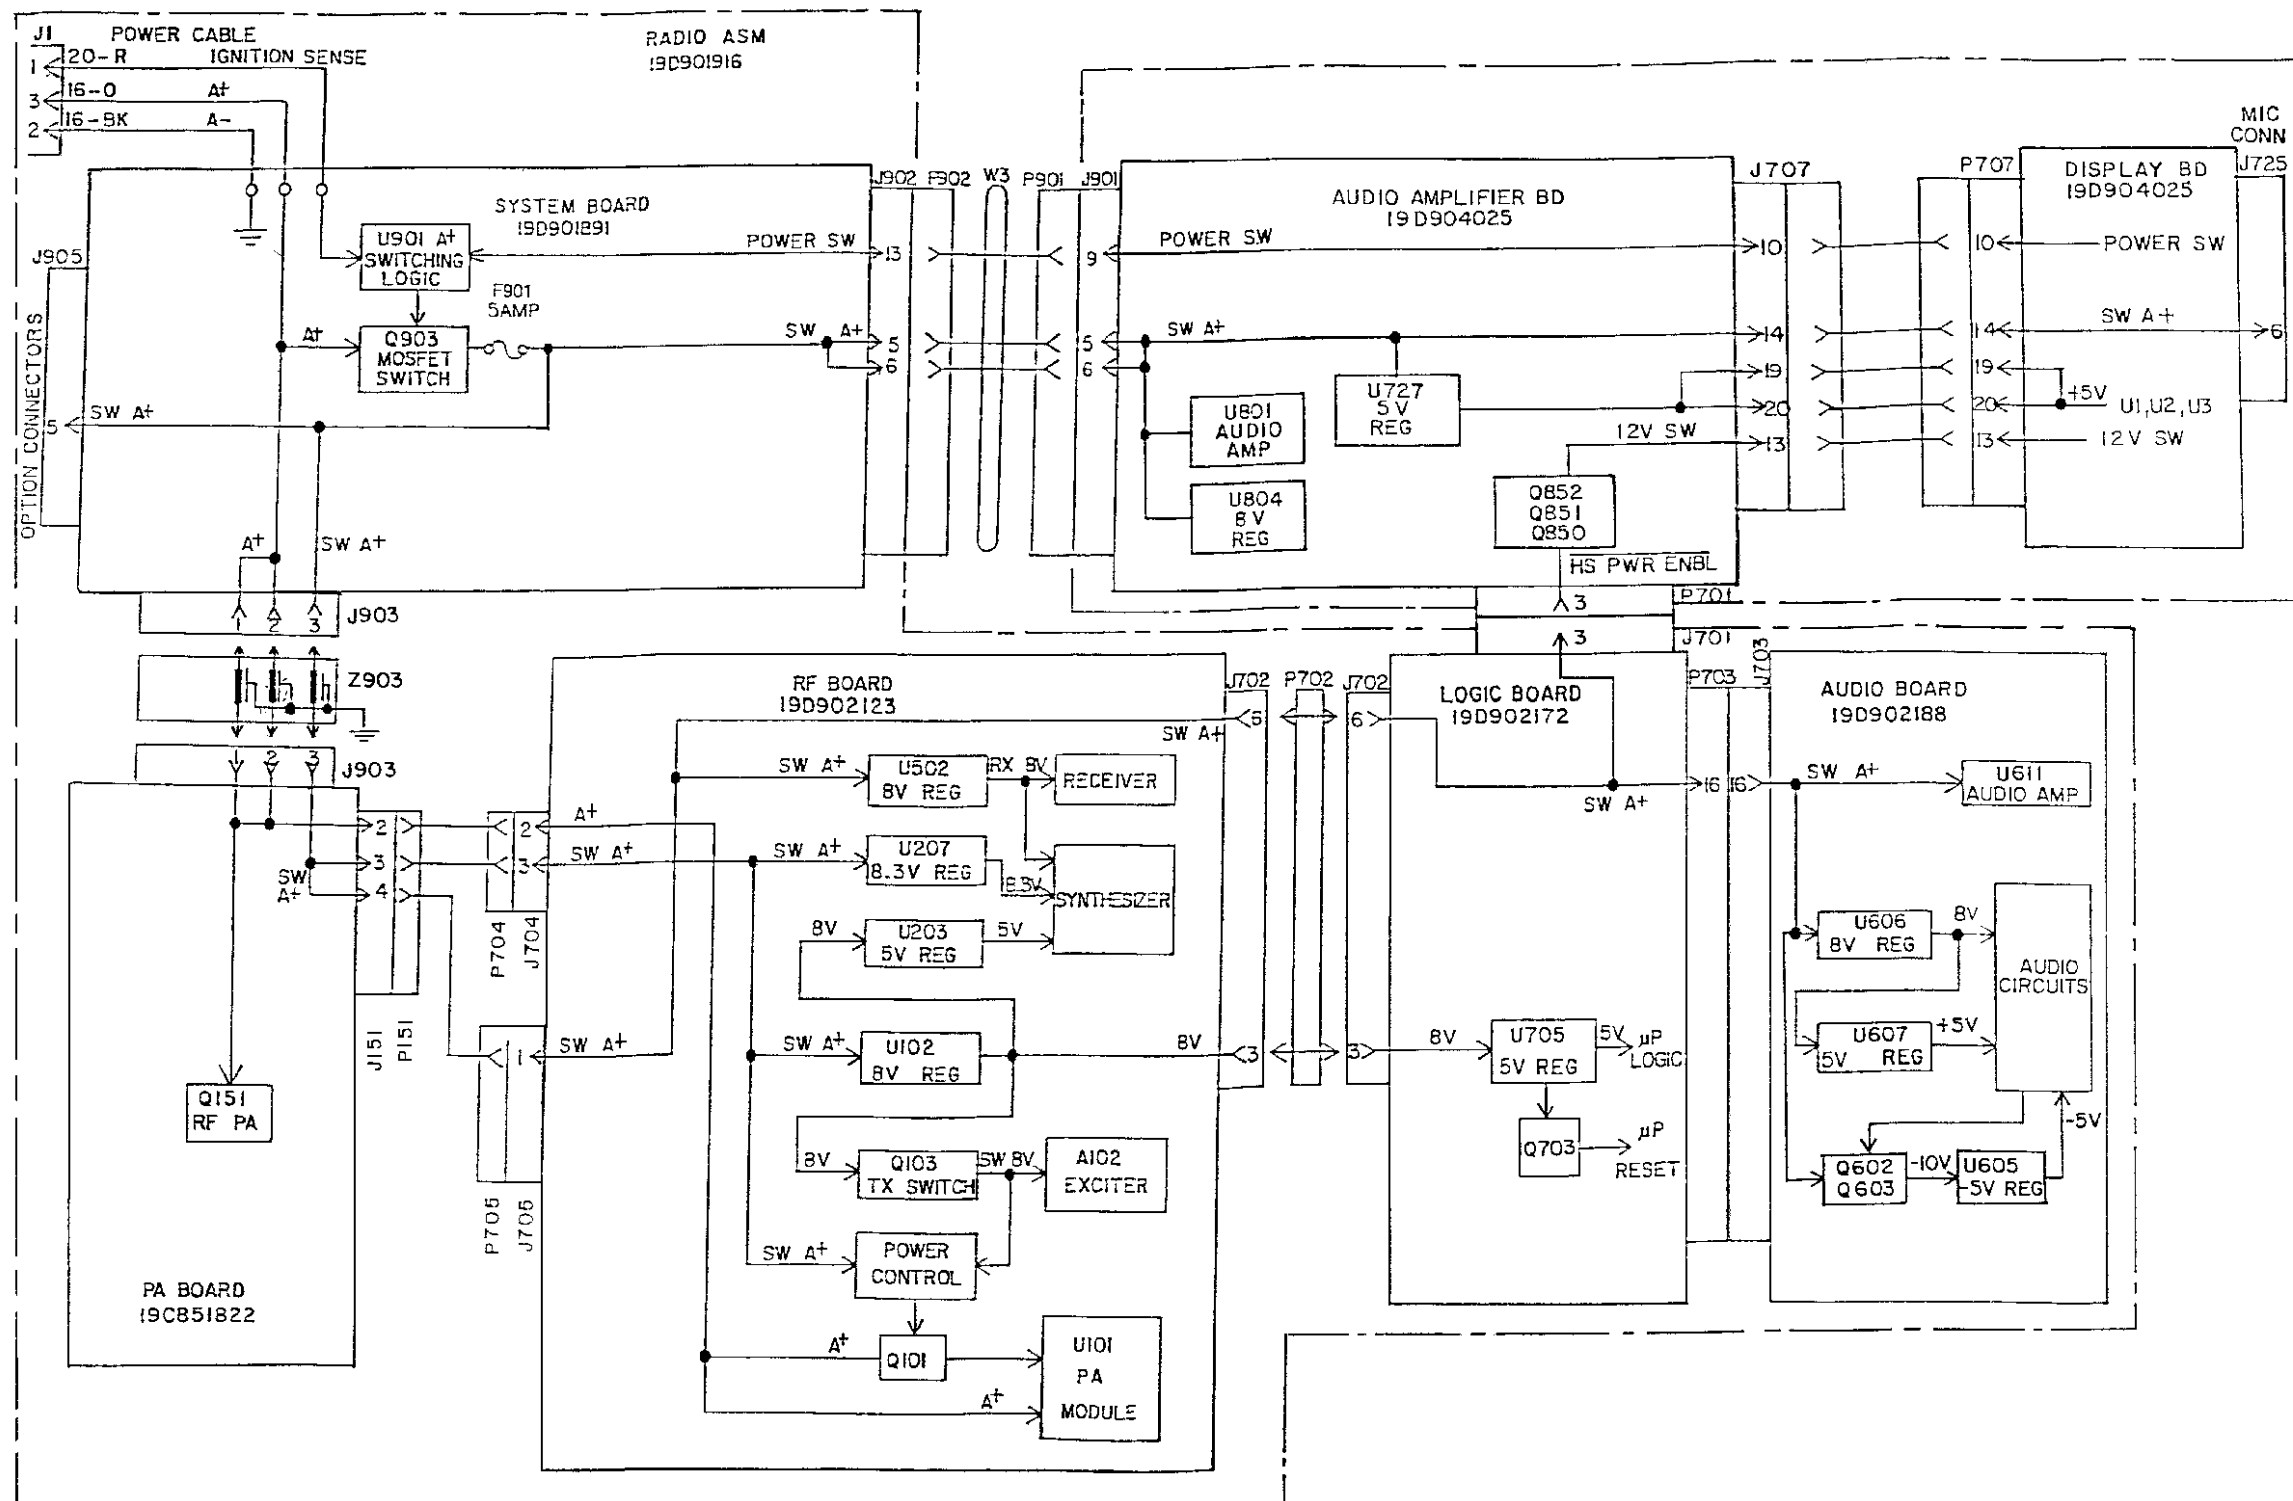 J1
POWER CABLE
1
20-R
IGNITION SENSE
3
16-O
A+
2
16-BK
A-
RADIO ASM
19D901916
SYSTEM BOARD
19D901891
U901 A+
SWITCHING
LOGIC
POWER SW
13
J905
OPTION CONNECTORS
F901
5AMP
A+
Q903
MOSFET
SWITCH
SW A+
5
6
5
SW A+
A+
SW A+
J902
P902
W3
P901
J901
AUDIO AMPLIFIER BD
19D904025
9
POWER SW
10
5
SW A+
14
6
U727
5V
REG
19
20
U801
AUDIO
AMP
12V SW
13
U804
8V
REG
Q852
Q851
Q850
HS PWR ENBL
J707
P707
MIC
CONN
J725
DISPLAY BD
19D904025
10
POWER SW
14
SW A+
6
19
+5V
20
U1,U2,U3
13
12V SW
3
P701
3
J701
1
2
3
J903
Z903
2
3
J903
2
3
4
SW
A+
Q151
RF PA
J151
P151
PA BOARD
19C851822
P704
J704
P705
J705
2
3
1
RF BOARD
19D902123
A+
SW A+
SW A+
SW A+
U502
8V REG
RX 8V
RECEIVER
SW A+
U207
8.3V REG
8.3V
SYNTHESIZER
8V
U203
5V REG
5V
SW A+
U102
8V REG
8V
8V
Q103
TX SWITCH
SW 8V
A102
EXCITER
SW A+
POWER
CONTROL
A+
Q101
U101
PA
MODULE
A+
SW A+
J702
P702
J702
6
6
3
3
LOGIC BOARD
19D902172
SW A+
8V
U705
5V REG
5V
µP
LOGIC
Q703
µP
RESET
P703
J703
16
16
AUDIO BOARD
19D902188
SW A+
U611
AUDIO AMP
U606
8V REG
8V
AUDIO
CIRCUITS
U607
5V REG
+5V
Q602
Q603
-10V
U605
-5V REG
-5V